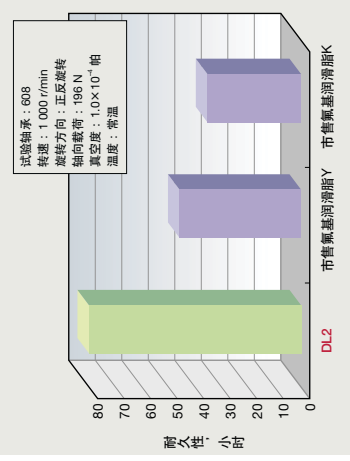 试验轴承：608
转速：1 000 r/min
旋转方向：正反旋转
轴向载荷：196 N
真空度：1.0×10⁻⁴ 帕
温度：常温
耐久性，小时
80
70
60
50
40
30
20
10
0
DL2
市售氟基润滑脂Y
市售氟基润滑脂K